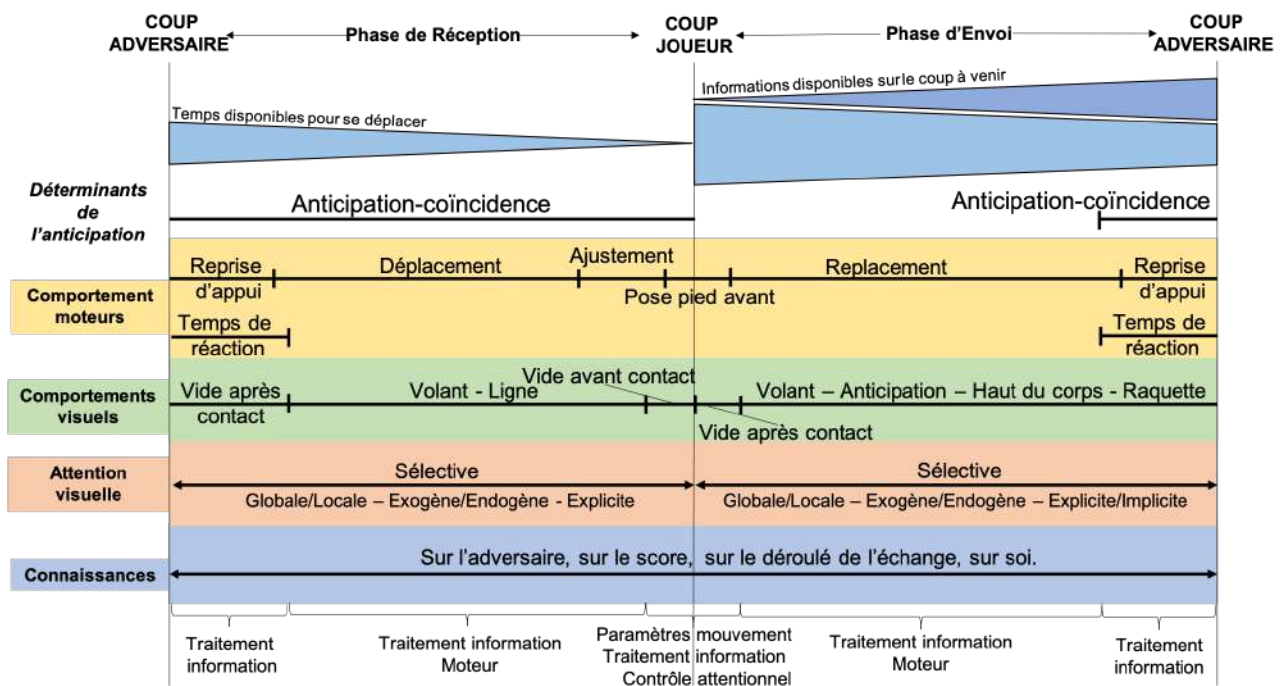 COUP
ADVERSAIRE
Phase de Réception
COUP
JOUEUR
Phase d'Envoi
COUP
ADVERSAIRE
Informations disponibles sur le coup à venir
Temps disponibles pour se déplacer
Déterminants
de
l'anticipation
Anticipation-coïncidence
Anticipation-coïncidence
Comportement
moteurs
Reprise
d'appui
Déplacement
Ajustement
Pose pied avant
Replacement
Reprise
d'appui
Temps de
réaction
Temps de
réaction
Comportements
visuels
Vide après
contact
Volant - Ligne
Vide avant contact
Vide après contact
Volant – Anticipation – Haut du corps - Raquette
Attention
visuelle
Sélective
Globale/Locale – Exogène/Endogène - Explicite
Sélective
Globale/Locale – Exogène/Endogène – Explicite/Implicite
Connaissances
Sur l'adversaire, sur le score, sur le déroulé de l'échange, sur soi.
Traitement
information
Traitement information
Moteur
Paramètres mouvement
Traitement information
Contrôle attentionnel
Traitement information
Moteur
Traitement
information